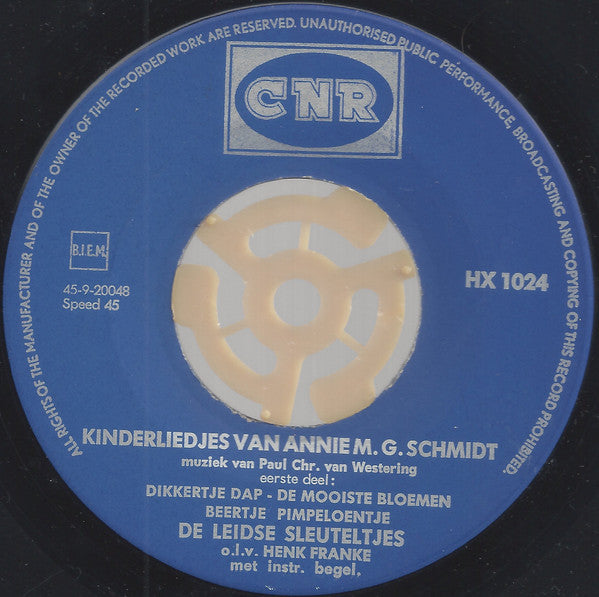 ALL RIGHTS OF THE MANUFACTURER AND OF THE OWNER OF THE RECORDED WORK ARE RESERVED. UNAUTHORISED PUBLIC PERFORMANCE, BROADCASTING AND COPYING OF THIS RECORD PROHIBITED.
CNR
B.I.E.M.
45-9-20048
Speed 45
HX 1024
KINDERLIEDJES VAN ANNIE M. G. SCHMIDT
muziek van Paul Chr. van Westering
eerste deel:
DIKKERTJE DAP - DE MOOISTE BLOEMEN
BEERTJE PIMPELOENTJE
DE LEIDSE SLEUTELTJES
o.l.v. HENK FRANKE
met instr. begel.